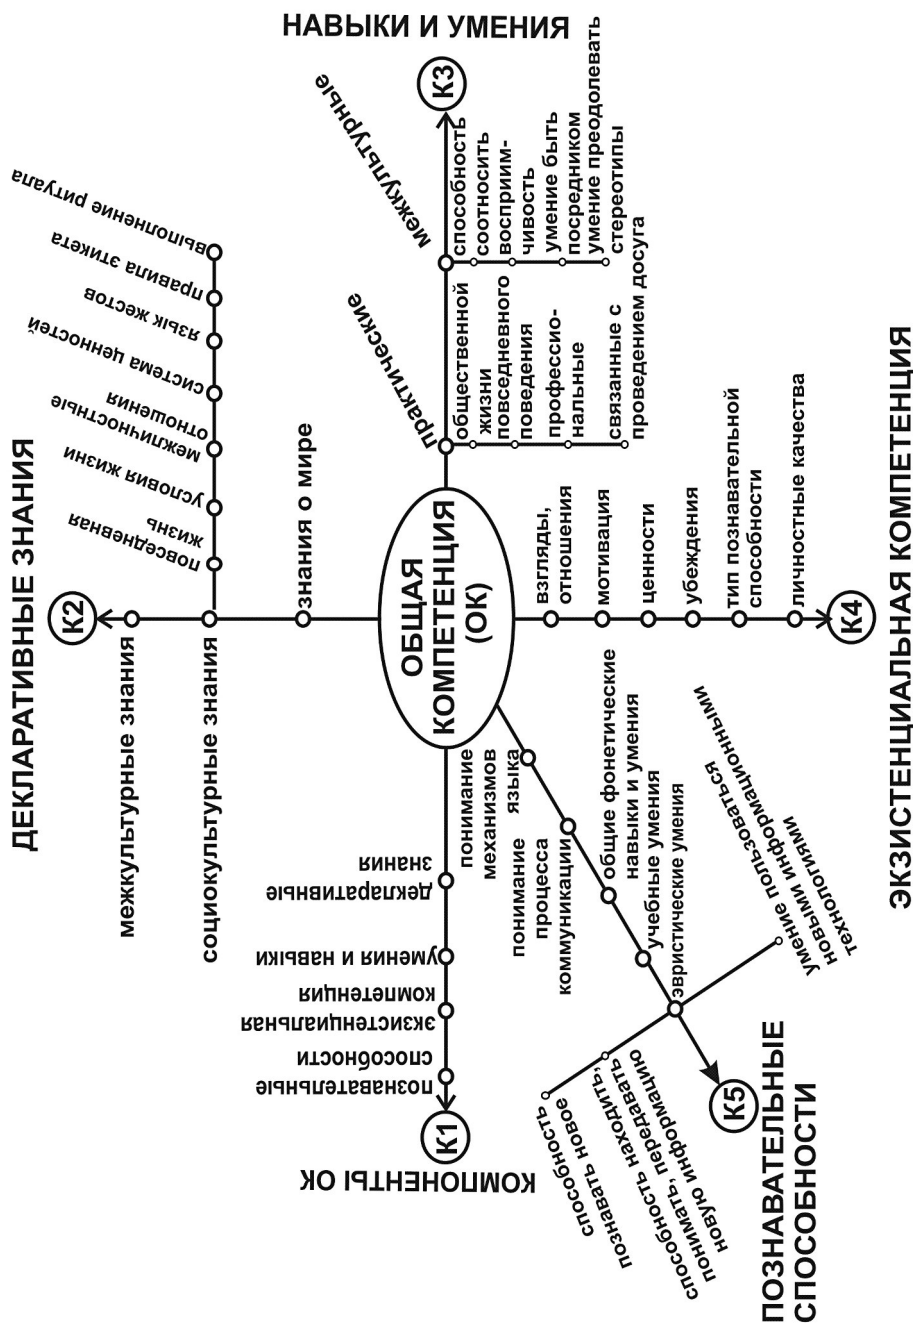 НАВЫКИ И УМЕНИЯ
К3
межкультурные
способность
соотносить
восприим-
чивость
умение быть
посредником
умение преодолевать
стереотипы
практические
общественной
жизни
повседневного
поведения
профессио-
нальные
связанные с
проведением досуга
ДЕКЛАРАТИВНЫЕ ЗНАНИЯ
К2
межкультурные знания
социокультурные знания
знания о мире
повседневная
жизнь
условия жизни
межличностные
отношения
система ценностей
язык жестов
правила этикета
выполнение ритуала
ОБЩАЯ
КОМПЕТЕНЦИЯ
(ОК)
взгляды,
отношения
мотивация
ценности
убеждения
тип познавательной
способности
личностные качества
К4
ЭКЗИСТЕНЦИАЛЬНАЯ КОМПЕТЕНЦИЯ
декларативные
знания
умения и навыки
экзистенциальная
компетенция
познавательные
способности
К1
КОМПОНЕНТЫ ОК
понимание
механизмов
языка
понимание
процесса
коммуникации
общие фонетические
навыки и умения
учебные умения
эвристические умения
способность
познавать новое
способность находить,
понимать, передавать
новую информацию
умение пользоваться
новыми информационными
технологиями
К5
ПОЗНАВАТЕЛЬНЫЕ
СПОСОБНОСТИ